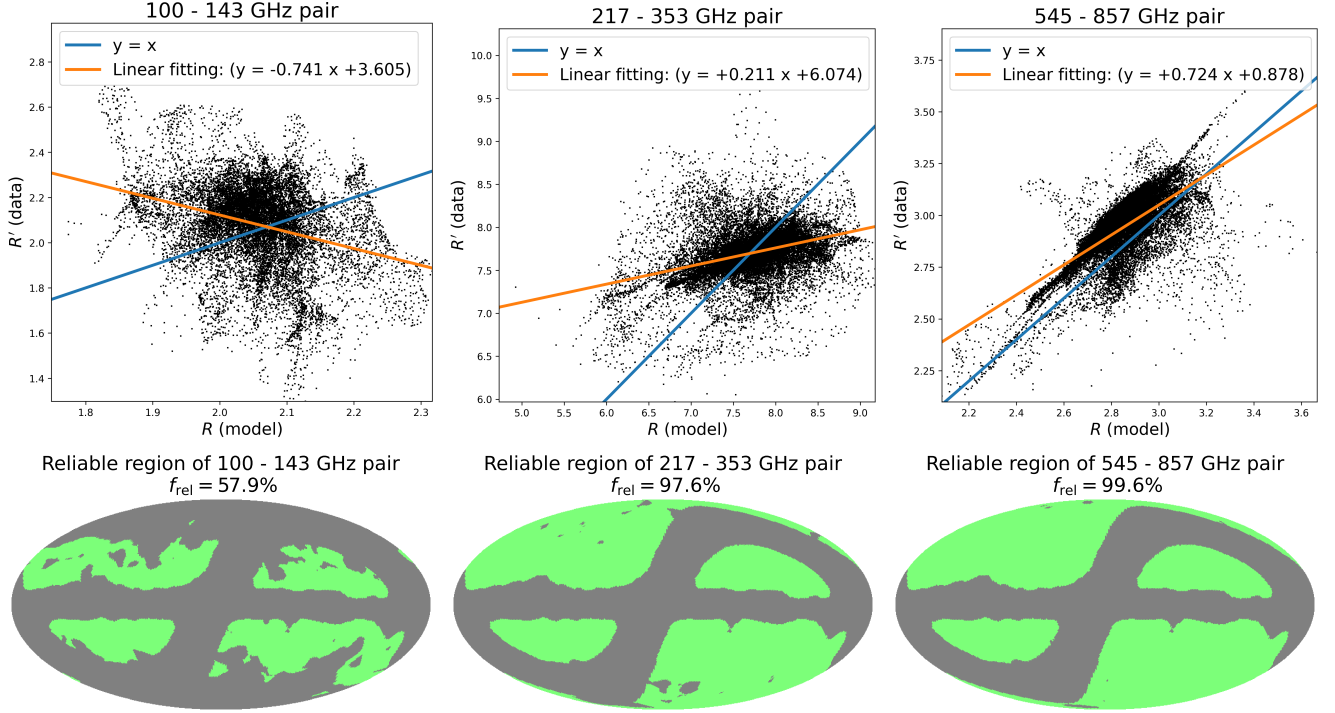 100 - 143 GHz pair
y = x
Linear fitting: (y = -0.741 x +3.605)
R′ (data)
2.8
2.6
2.4
2.2
2.0
1.8
1.6
1.4
1.8
1.9
2.0
2.1
2.2
2.3
R (model)
217 - 353 GHz pair
y = x
Linear fitting: (y = +0.211 x +6.074)
R′ (data)
10.0
9.5
9.0
8.5
8.0
7.5
7.0
6.5
6.0
5.0
5.5
6.0
6.5
7.0
7.5
8.0
8.5
9.0
R (model)
545 - 857 GHz pair
y = x
Linear fitting: (y = +0.724 x +0.878)
R′ (data)
3.75
3.50
3.25
3.00
2.75
2.50
2.25
2.2
2.4
2.6
2.8
3.0
3.2
3.4
3.6
R (model)
Reliable region of 100 - 143 GHz pair
f_rel = 57.9%
Reliable region of 217 - 353 GHz pair
f_rel = 97.6%
Reliable region of 545 - 857 GHz pair
f_rel = 99.6%